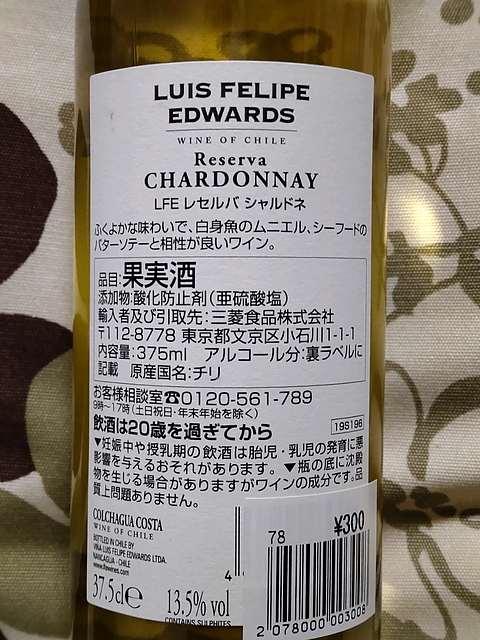 LUIS FELIPE
EDWARDS
WINE OF CHILE
Reserva
CHARDONNAY
LFE レセルバ シャルドネ
ふくよかな味わいで、白身魚のムニエル、シーフードの
バターソテーと相性が良いワイン。
品目:果実酒
添加物:酸化防止剤(亜硫酸塩)
輸入者及び引取先:三菱食品株式会社
〒112-8778 東京都文京区小石川1-1-1
内容量:375ml アルコール分:裏ラベルに
記載 原産国名:チリ
お客様相談室☎0120-561-789
9時〜17時(土日祝日・年末年始を除く)
19S196
飲酒は20歳を過ぎてから
▼妊娠中や授乳期の飲酒は胎児・乳児の発育に悪
影響を与えるおそれがあります。▼瓶の底に沈殿
物を生じる場合がありますがワインの成分です。品
質上問題ありません。
COLCHAGUA COSTA
WINE OF CHILE
BOTTLED IN CHILE BY
VIÑA LUIS FELIPE EDWARDS LTDA.
NANCAGUA - CHILE
www.lfewines.com
37.5cl e
13.5% vol
CONTAINS SULPHITES
4
¥300
78
2 078000 003008